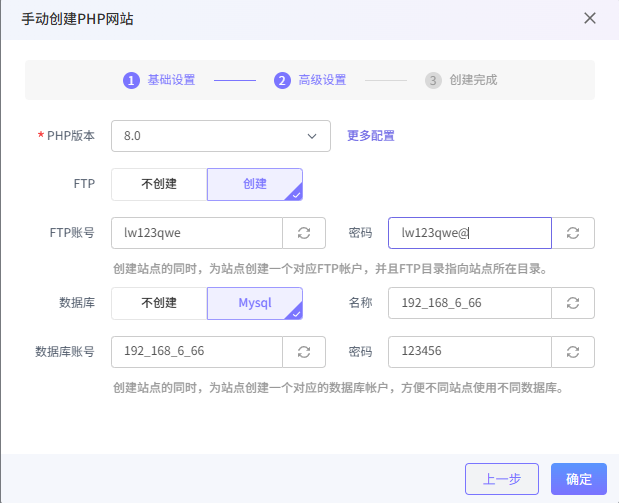 手动创建PHP网站
1 基础设置 2 高级设置 3 创建完成
* PHP版本 8.0 更多配置
FTP 不创建 创建
FTP账号 lw123qwe 密码 lw123qwe@
创建站点的同时，为站点创建一个对应FTP帐户，并且FTP目录指向站点所在目录。
数据库 不创建 Mysql 名称 192_168_6_66
数据库账号 192_168_6_66 密码 123456
创建站点的同时，为站点创建一个对应的数据库帐户，方便不同站点使用不同数据库。
上一步 确定